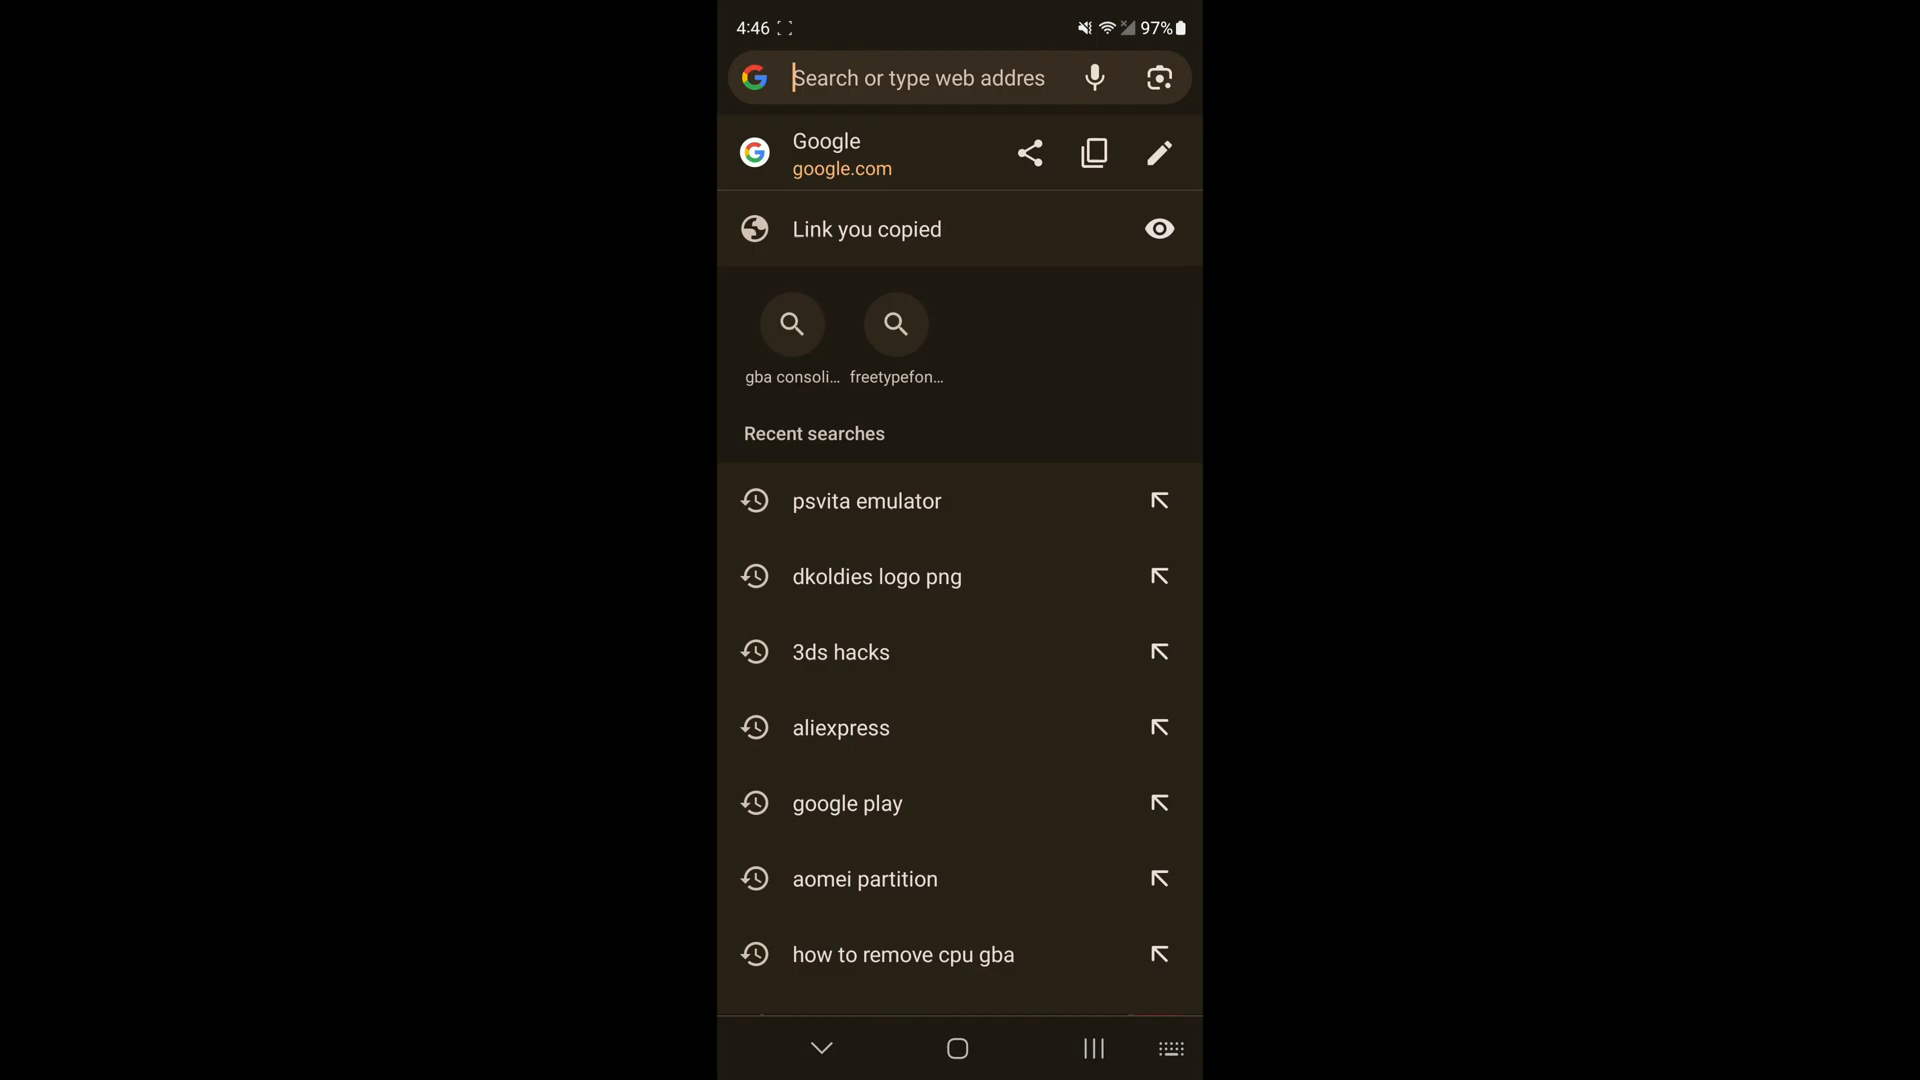 4:46
97%
Search or type web addres
Google
google.com
Link you copied
gba consoli...
freetypefon...
Recent searches
psvita emulator
dkoldies logo png
3ds hacks
aliexpress
google play
aomei partition
how to remove cpu gba